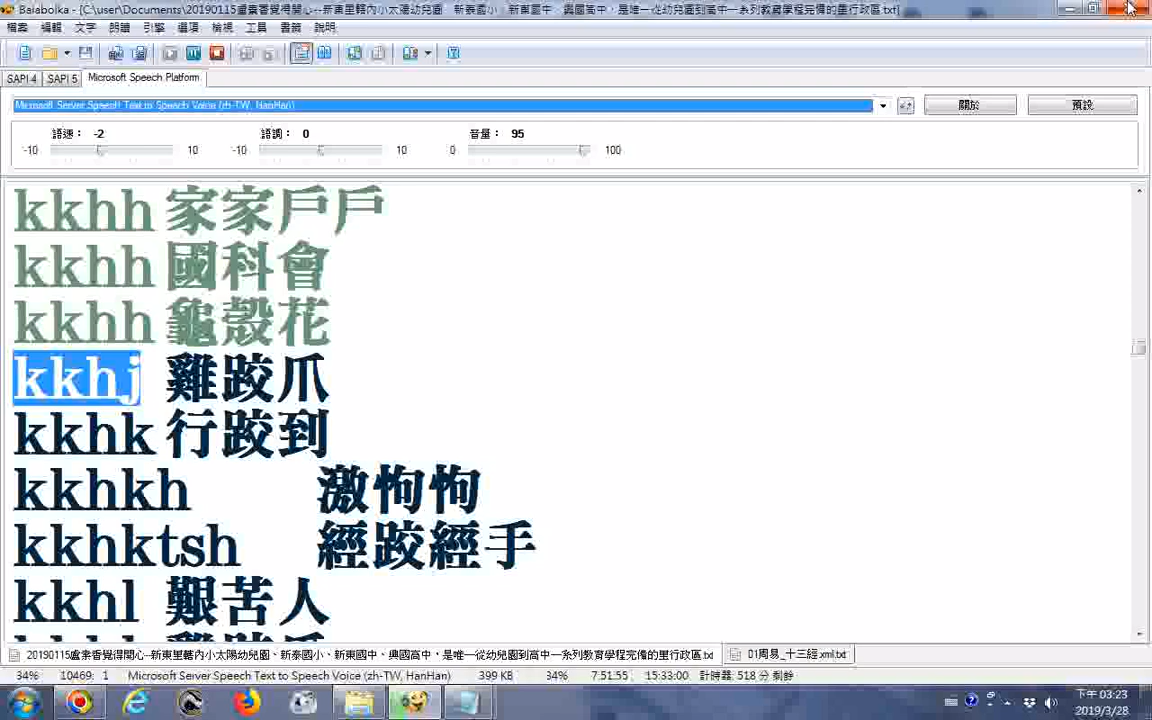 Balabolka - [C:\user\Documents\20190115盧素香覺得開心--新東里轄內小太陽幼兒園、新泰國小、新東國中、興國高中，是唯一從幼兒園到高中一系列教育學程完備的里行政區.txt]
檔案 編輯 文字 朗讀 引擎 選項 檢視 工具 書籤 說明
SAPI 4 SAPI 5 Microsoft Speech Platform
Microsoft Server Speech Text to Speech Voice (zh-TW, HanHan) 關於 預設
語速： -2 語調： 0 音量： 95
-10 10 -10 10 0 100
kkhh 家家戶戶
kkhh 國科會
kkhh 龜殼花
kkhj 雞跤爪
kkhk 行跤到
kkhkh 激怐怐
kkhktsh 經跤經手
kkhl 艱苦人
20190115盧素香覺得開心--新東里轄內小太陽幼兒園、新泰國小、新東國中、興國高中，是唯一從幼兒園到高中一系列教育學程完備的里行政區.txt 01周易_十三經.xml.txt
34% 10469: 1 Microsoft Server Speech Text to Speech Voice (zh-TW, HanHan) 399 KB 34% 7:51:55 15:33:00 計時器: 518 分 剩餘
下午 03:23
2019/3/28